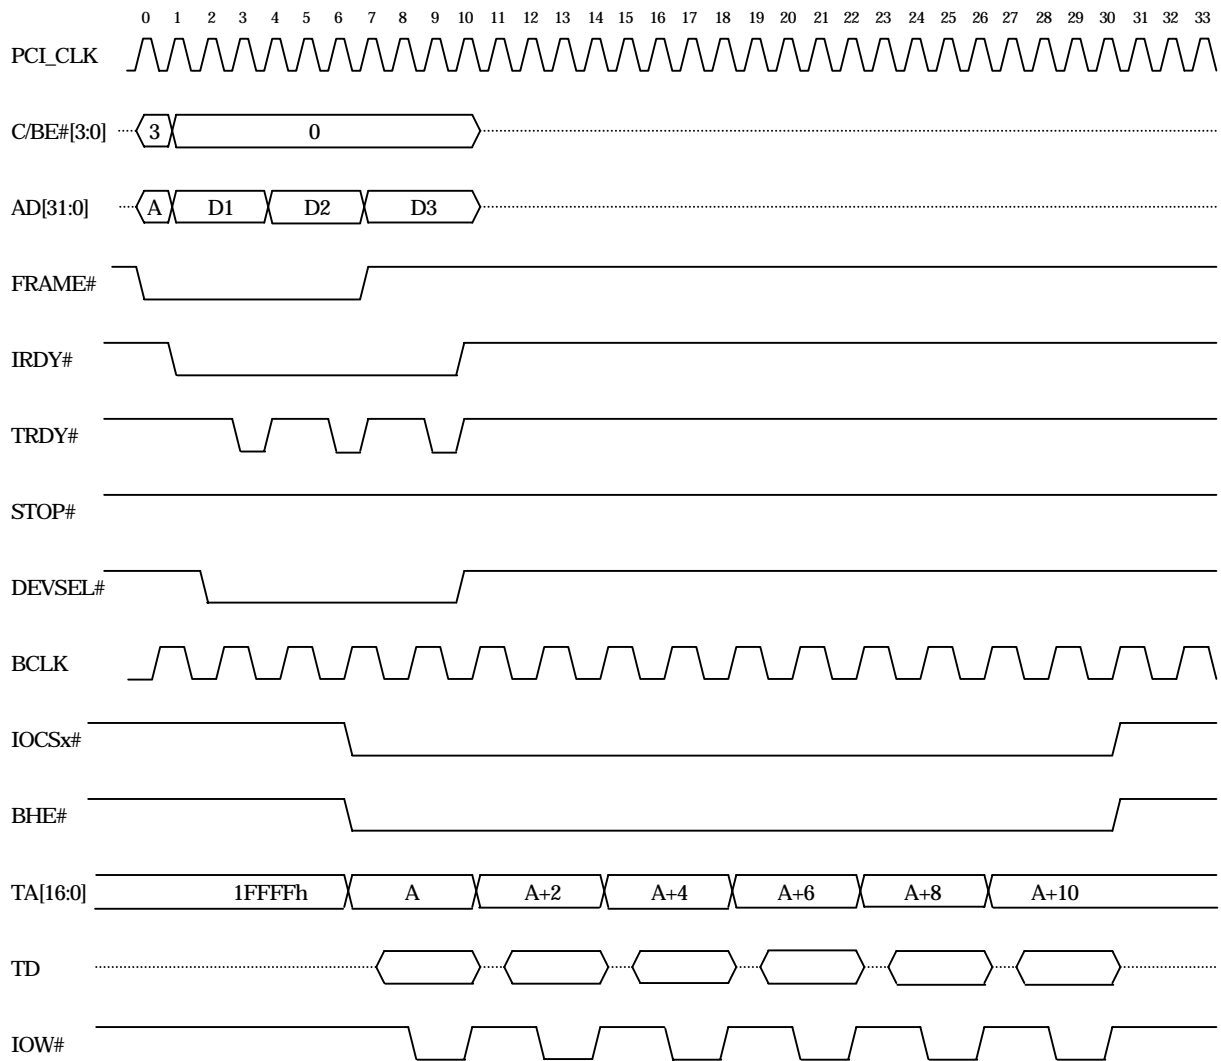 0 1 2 3 4 5 6 7 8 9 10 11 12 13 14 15 16 17 18 19 20 21 22 23 24 25 26 27 28 29 30 31 32 33
PCI_CLK
C/BE#[3:0] 3 0
AD[31:0] A D1 D2 D3
FRAME#
IRDY#
TRDY#
STOP#
DEVSEL#
BCLK
IOCSx#
BHE#
TA[16:0] 1FFFFh A A+2 A+4 A+6 A+8 A+10
TD
IOW#